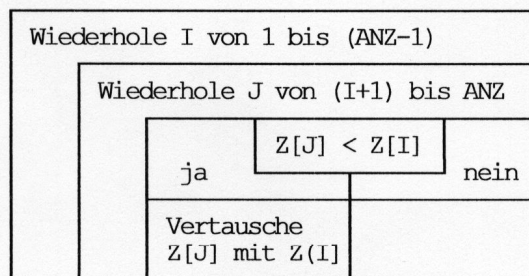 Wiederhole I von 1 bis (ANZ-1)
Wiederhole J von (I+1) bis ANZ
Z[J] < Z[I]
ja
nein
Vertausche
Z[J] mit Z(I]